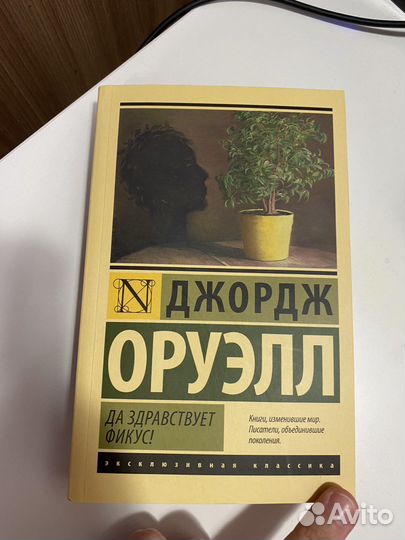 N
ДЖОРДЖ
ОРУЭЛЛ
ДА ЗДРАВСТВУЕТ
ФИКУС!
Книги, изменившие мир.
Писатели, объединившие
поколения.
эксклюзивная классика
Avito